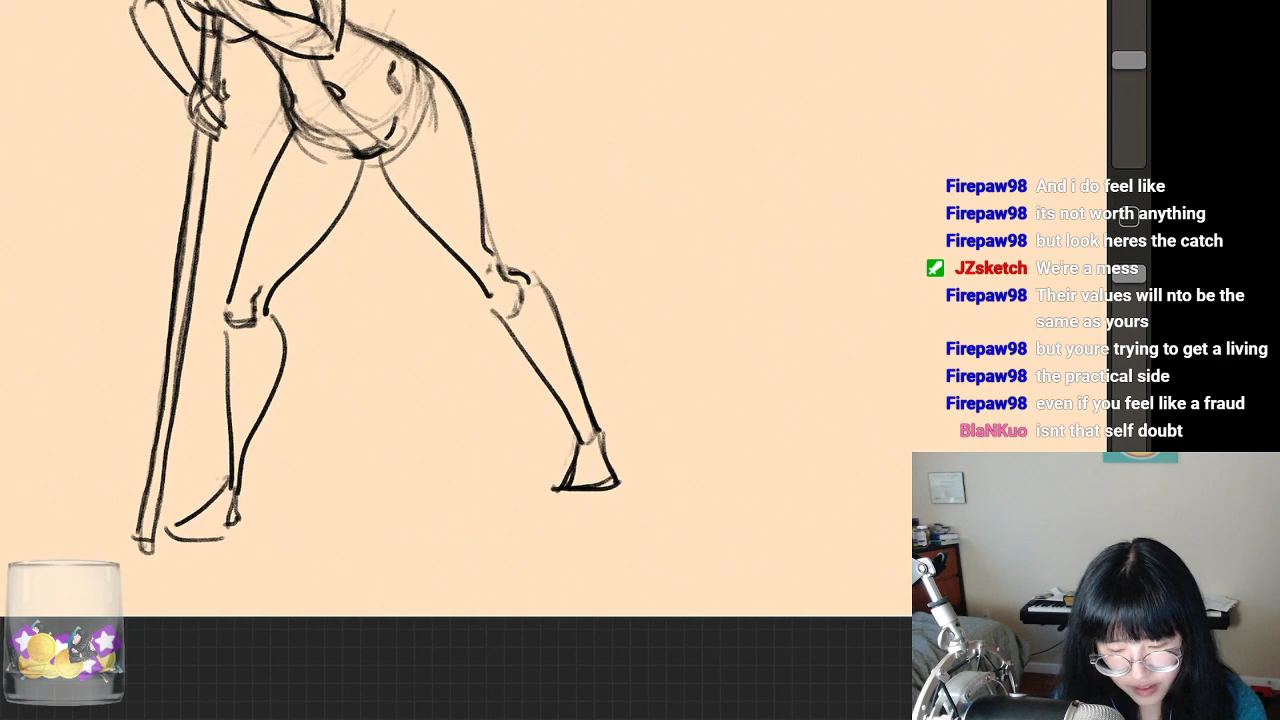 Firepaw98 And i do feel like
Firepaw98 its not worth anything
Firepaw98 but look heres the catch
JZsketch We're a mess
Firepaw98 Their values will nto be the
same as yours
Firepaw98 but youre trying to get a living
Firepaw98 the practical side
Firepaw98 even if you feel like a fraud
BlaNKuo isnt that self doubt